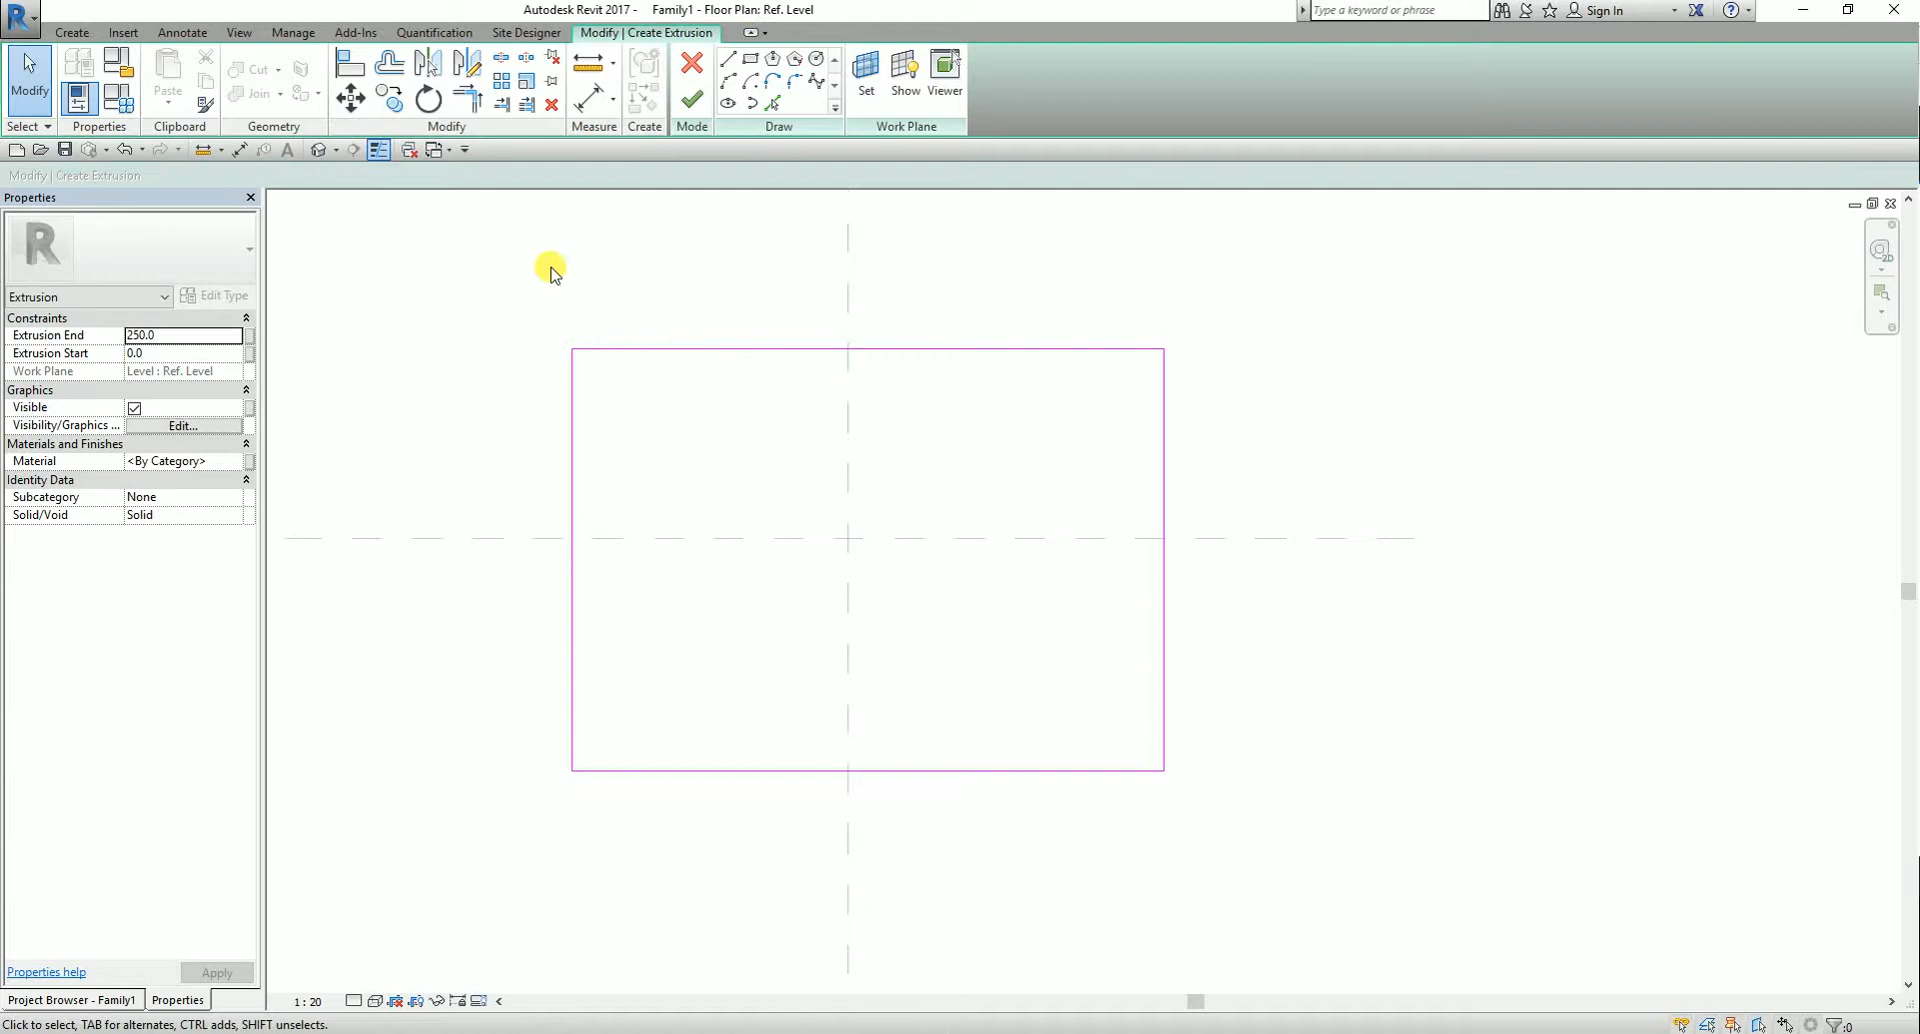 Autodesk Revit 2017 - Family1 - Floor Plan: Ref. Level
Type a keyword or phrase
Sign In
Create Insert Annotate View Manage Add-Ins Quantification Site Designer Modify | Create Extrusion
Modify
Paste
Cut
Join
Set Show Viewer
Select Properties Clipboard Geometry Modify Measure Create Mode Draw Work Plane
Modify | Create Extrusion
Properties
R
Extrusion Edit Type
Constraints
Extrusion End 250.0
Extrusion Start 0.0
Work Plane Level : Ref. Level
Graphics
Visible
Visibility/Graphics ... Edit...
Materials and Finishes
Material <By Category>
Identity Data
Subcategory None
Solid/Void Solid
2D
Properties help Apply
Project Browser - Family1 Properties
1 : 20
Click to select, TAB for alternates, CTRL adds, SHIFT unselects.
:0